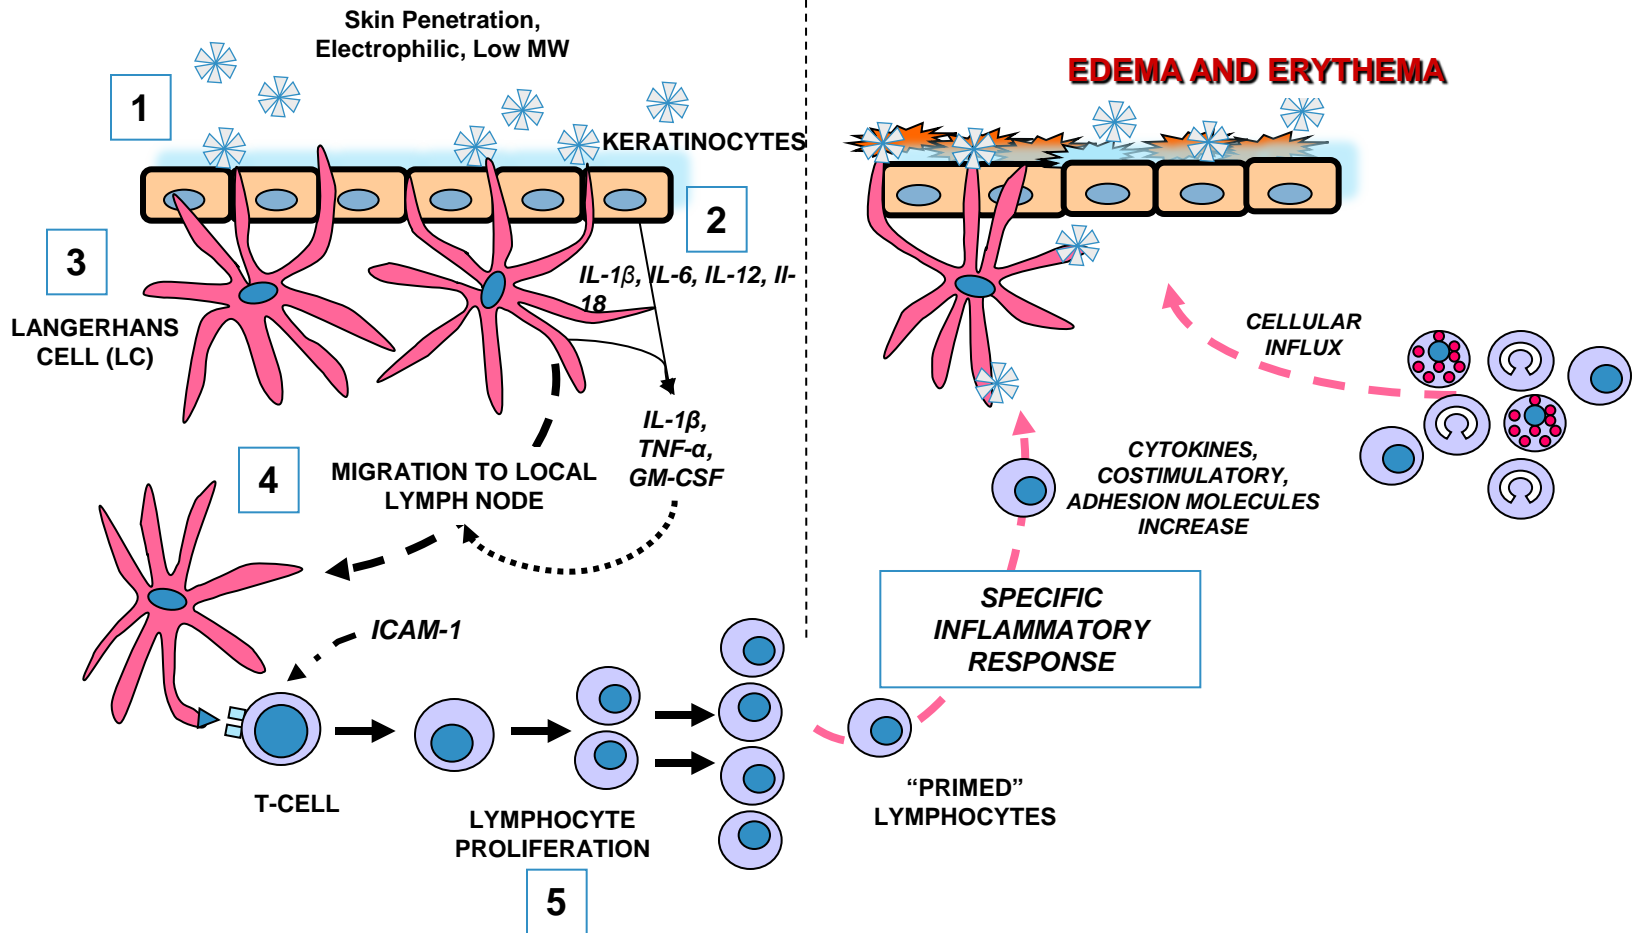 Skin Penetration,
Electrophilic, Low MW
1
KERATINOCYTES
2
3
IL-1β, IL-6, IL-12, Il-
18
LANGERHANS
CELL (LC)
IL-1β,
TNF-α,
GM-CSF
4
MIGRATION TO LOCAL
LYMPH NODE
ICAM-1
T-CELL
LYMPHOCYTE
PROLIFERATION
5
EDEMA AND ERYTHEMA
CELLULAR
INFLUX
CYTOKINES,
COSTIMULATORY,
ADHESION MOLECULES
INCREASE
SPECIFIC
INFLAMMATORY
RESPONSE
“PRIMED”
LYMPHOCYTES